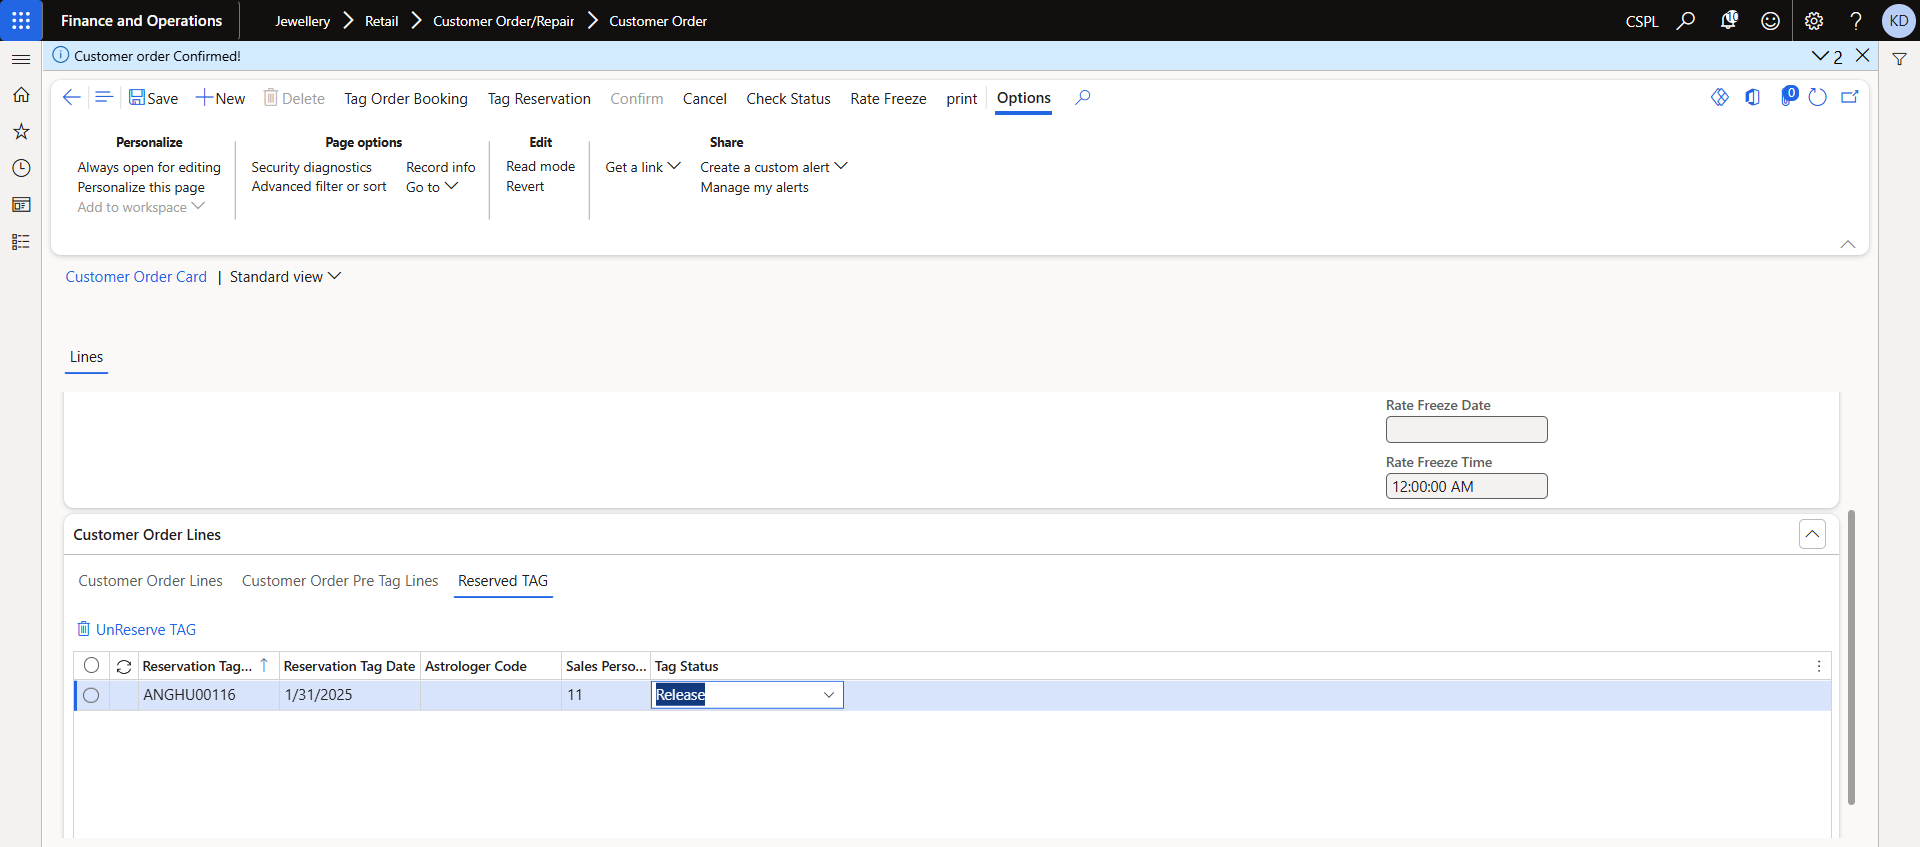 Finance and Operations
Jewellery > Retail > Customer Order/Repair > Customer Order
CSPL
KD
Customer order Confirmed!
2
Save
New
Delete
Tag Order Booking
Tag Reservation
Confirm
Cancel
Check Status
Rate Freeze
print
Options
0
Personalize
Always open for editing
Personalize this page
Add to workspace
Page options
Security diagnostics
Advanced filter or sort
Record info
Go to
Edit
Read mode
Revert
Share
Get a link
Create a custom alert
Manage my alerts
Customer Order Card | Standard view
Lines
Rate Freeze Date
Rate Freeze Time
12:00:00 AM
Customer Order Lines
Customer Order Lines
Customer Order Pre Tag Lines
Reserved TAG
UnReserve TAG
Reservation Tag... Reservation Tag Date Astrologer Code Sales Perso... Tag Status
ANGHU00116 1/31/2025 11 Release